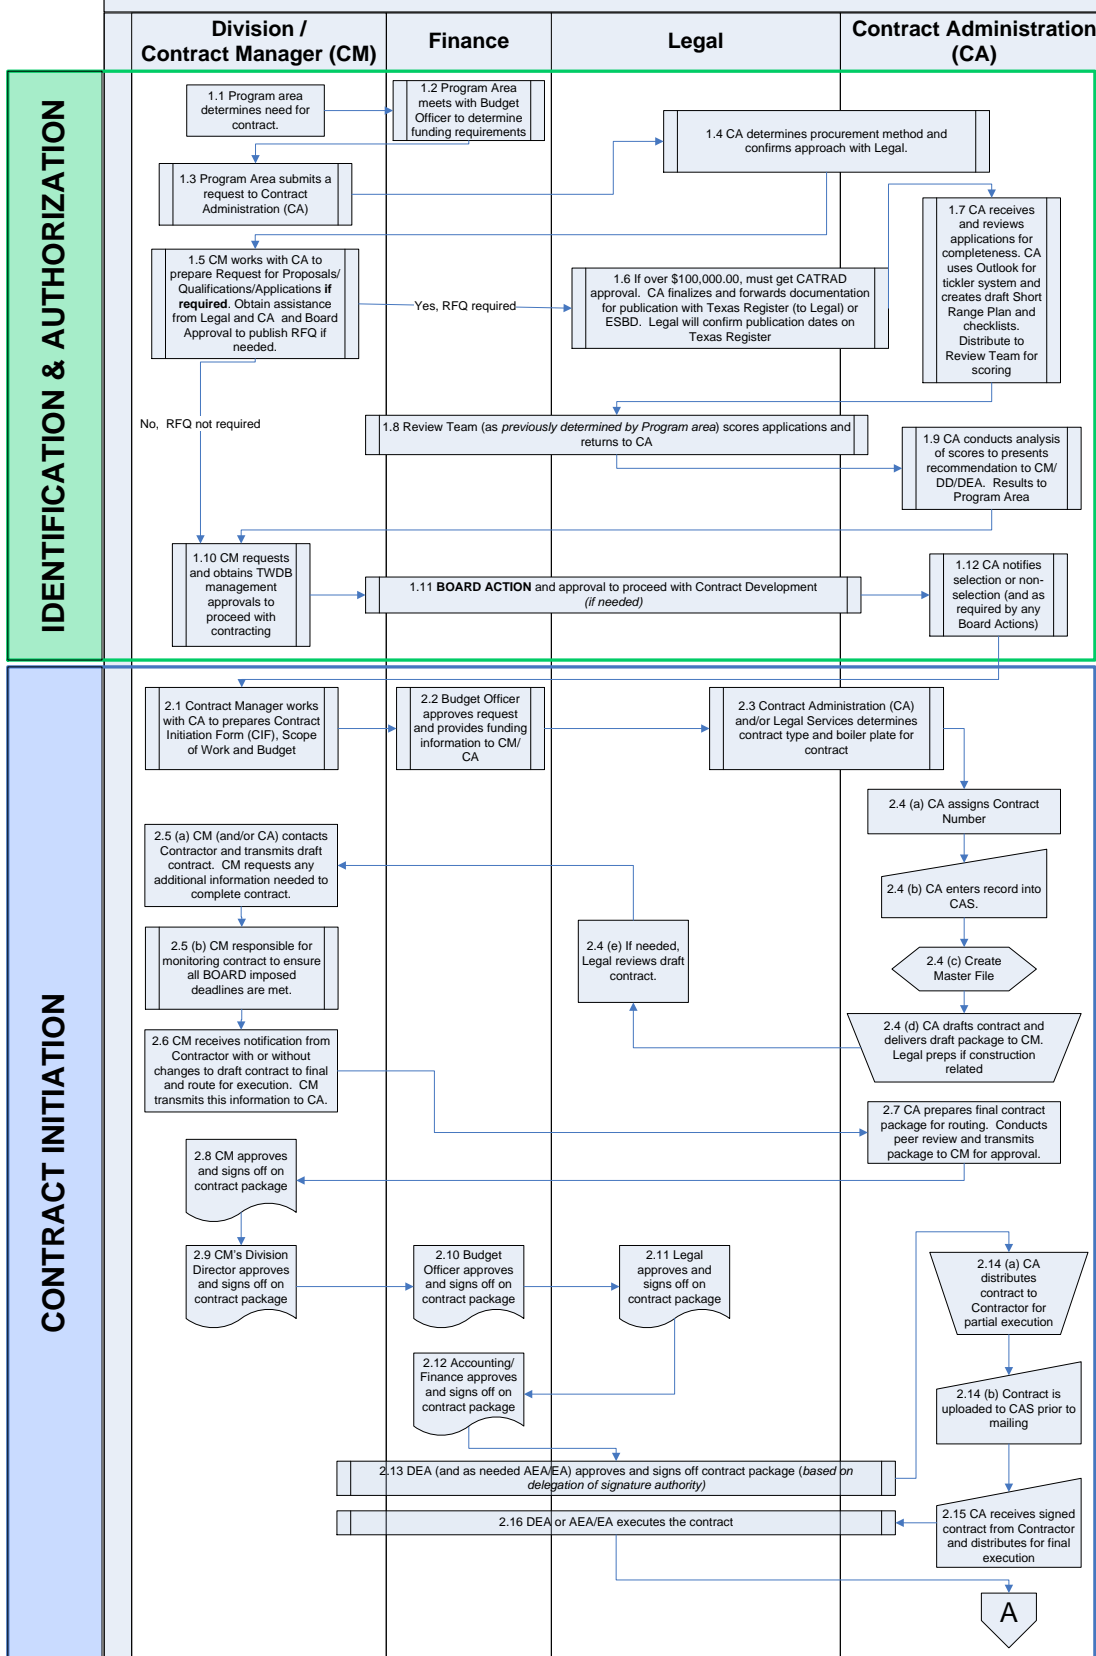 Division /
Contract Manager (CM)
Finance
Legal
Contract Administration
(CA)
IDENTIFICATION & AUTHORIZATION
1.1 Program area
determines need for
contract.
1.2 Program Area
meets with Budget
Officer to determine
funding requirements
1.3 Program Area submits a
request to Contract
Administration (CA)
1.4 CA determines procurement method and
confirms approach with Legal.
1.5 CM works with CA to
prepare Request for Proposals/
Qualifications/Applications if
required. Obtain assistance
from Legal and CA and Board
Approval to publish RFQ if
needed.
Yes, RFQ required
1.6 If over $100,000.00, must get CATRAD
approval. CA finalizes and forwards documentation
for publication with Texas Register (to Legal) or
ESBD. Legal will confirm publication dates on
Texas Register
1.7 CA receives
and reviews
applications for
completeness. CA
uses Outlook for
tickler system and
creates draft Short
Range Plan and
checklists.
Distribute to
Review Team for
scoring
No, RFQ not required
1.8 Review Team (as previously determined by Program area) scores applications and
returns to CA
1.9 CA conducts analysis
of scores to presents
recommendation to CM/
DD/DEA. Results to
Program Area
1.10 CM requests
and obtains TWDB
management
approvals to
proceed with
contracting
1.11 BOARD ACTION and approval to proceed with Contract Development
(if needed)
1.12 CA notifies
selection or non-
selection (and as
required by any
Board Actions)
CONTRACT INITIATION
2.1 Contract Manager works
with CA to prepares Contract
Initiation Form (CIF), Scope
of Work and Budget
2.2 Budget Officer
approves request
and provides funding
information to CM/
CA
2.3 Contract Administration (CA)
and/or Legal Services determines
contract type and boiler plate for
contract
2.4 (a) CA assigns Contract
Number
2.4 (b) CA enters record into
CAS.
2.4 (c) Create
Master File
2.4 (d) CA drafts contract and
delivers draft package to CM.
Legal preps if construction
related
2.4 (e) If needed,
Legal reviews draft
contract.
2.5 (a) CM (and/or CA) contacts
Contractor and transmits draft
contract. CM requests any
additional information needed to
complete contract.
2.5 (b) CM responsible for
monitoring contract to ensure
all BOARD imposed
deadlines are met.
2.6 CM receives notification from
Contractor with or without
changes to draft contract to final
and route for execution. CM
transmits this information to CA.
2.7 CA prepares final contract
package for routing. Conducts
peer review and transmits
package to CM for approval.
2.8 CM approves
and signs off on
contract package
2.9 CM's Division
Director approves
and signs off on
contract package
2.10 Budget
Officer approves
and signs off on
contract package
2.11 Legal
approves and
signs off on
contract package
2.12 Accounting/
Finance approves
and signs off on
contract package
2.13 DEA (and as needed AEA/EA) approves and signs off contract package (based on
delegation of signature authority)
2.14 (a) CA
distributes
contract to
Contractor for
partial execution
2.14 (b) Contract is
uploaded to CAS prior to
mailing
2.15 CA receives signed
contract from Contractor
and distributes for final
execution
2.16 DEA or AEA/EA executes the contract
A